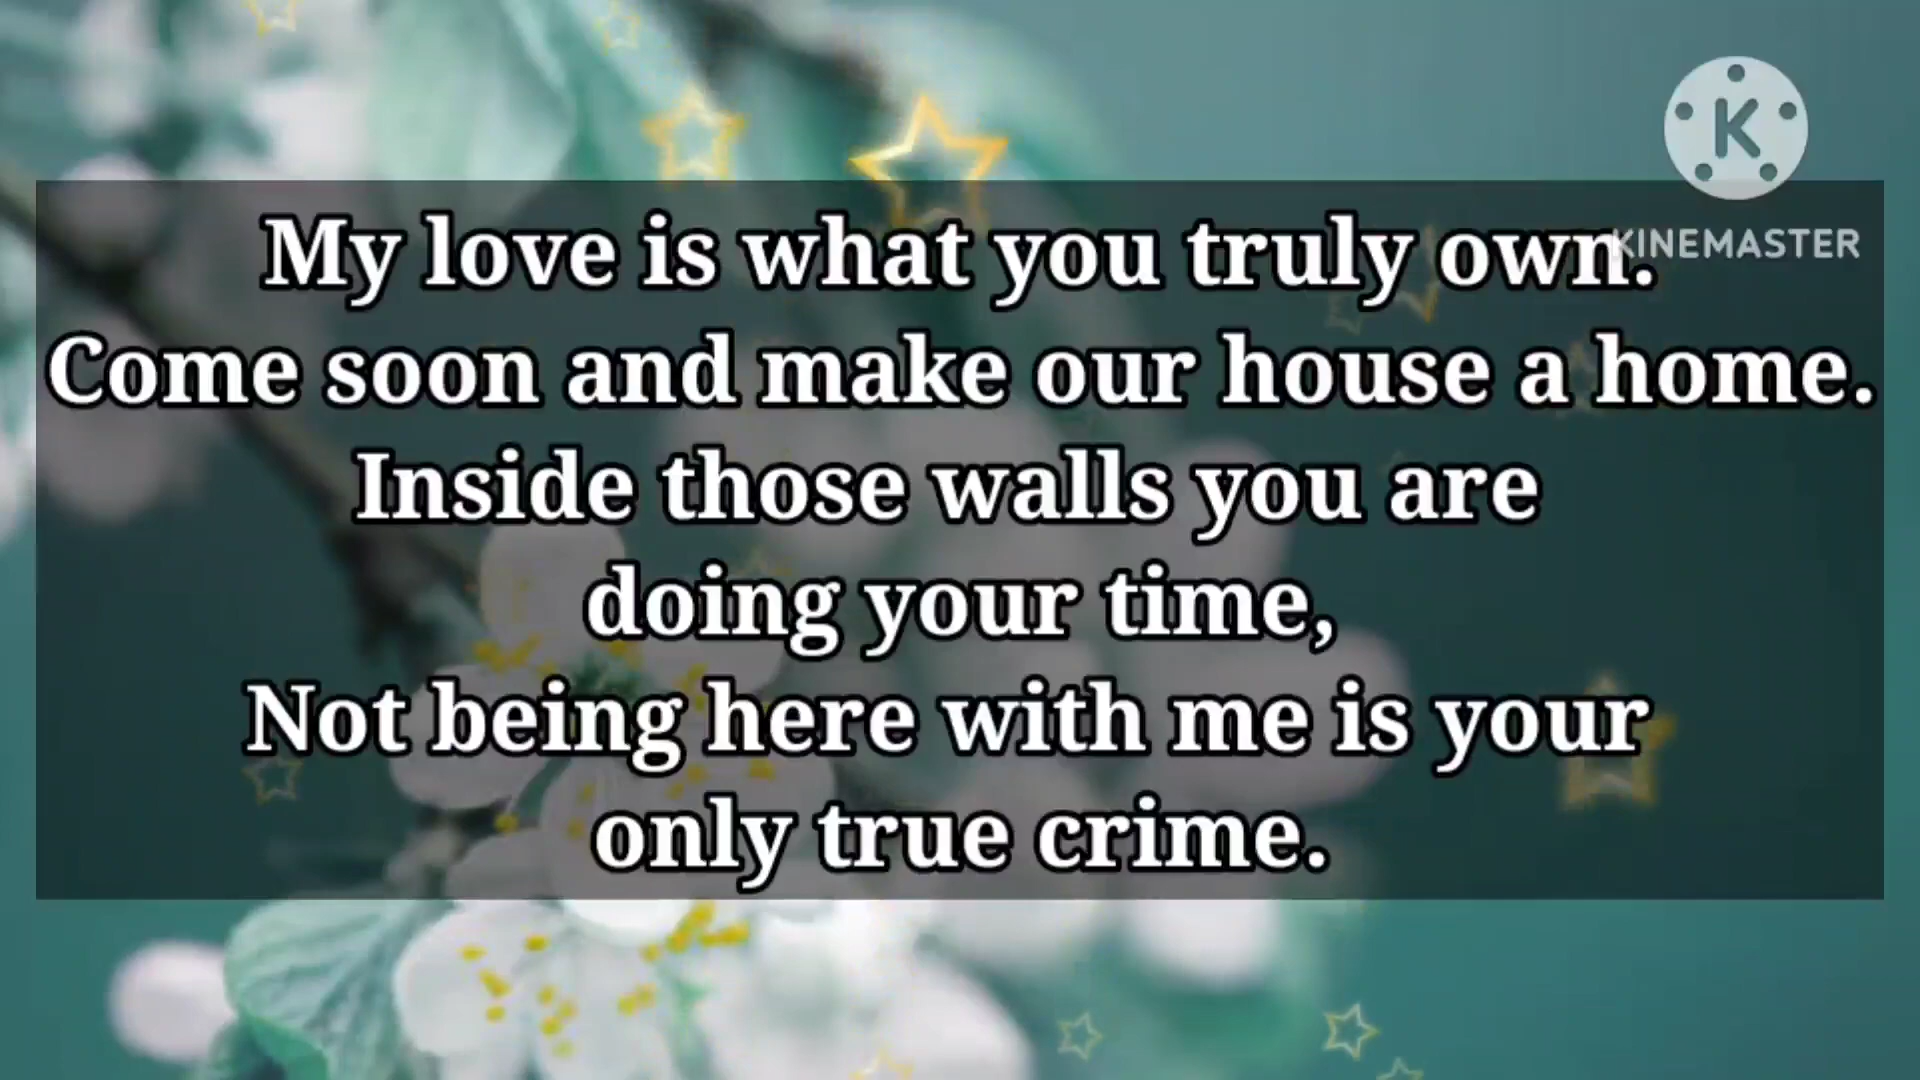 K
KINEMASTER
My love is what you truly own.
Come soon and make our house a home.
Inside those walls you are
doing your time,
Not being here with me is your
only true crime.